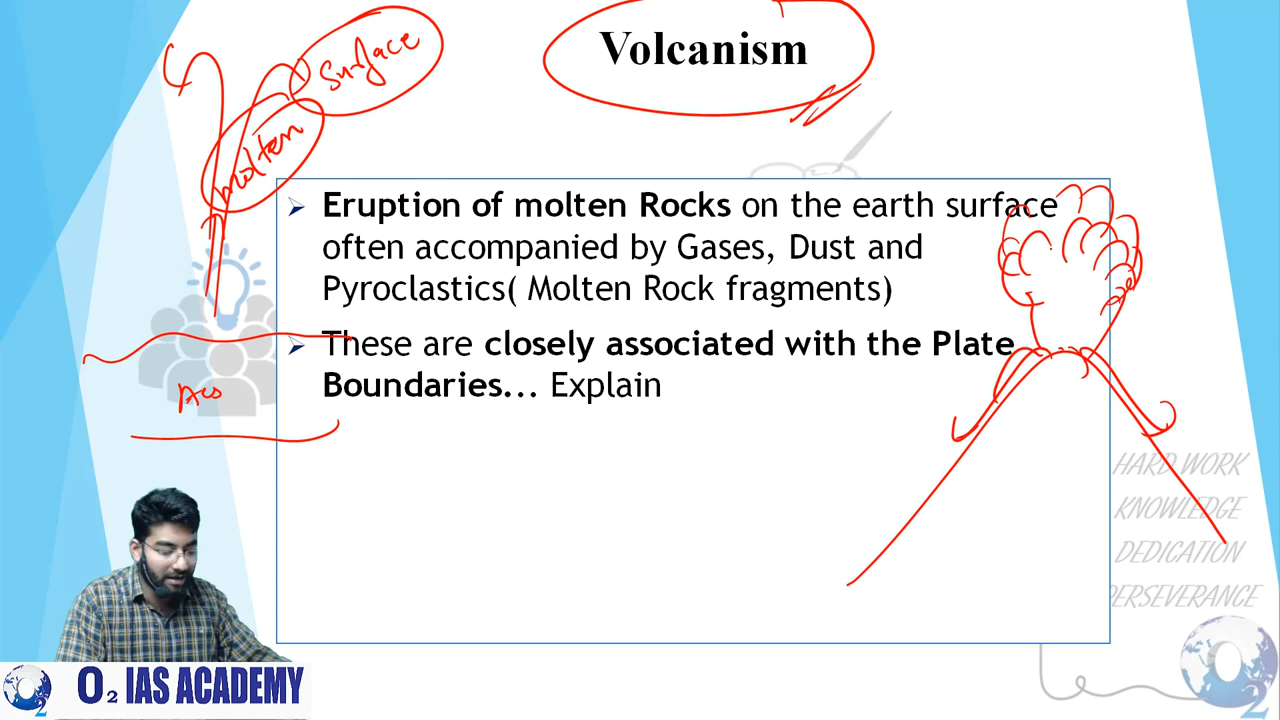 Volcanism
surface
molten
Eruption of molten Rocks on the earth surface
often accompanied by Gases, Dust and
Pyroclastics( Molten Rock fragments)
These are closely associated with the Plate
Boundaries... Explain
HARD WORK
KNOWLEDGE
DEDICATION
PERSEVERANCE
O2 IAS ACADEMY
O2